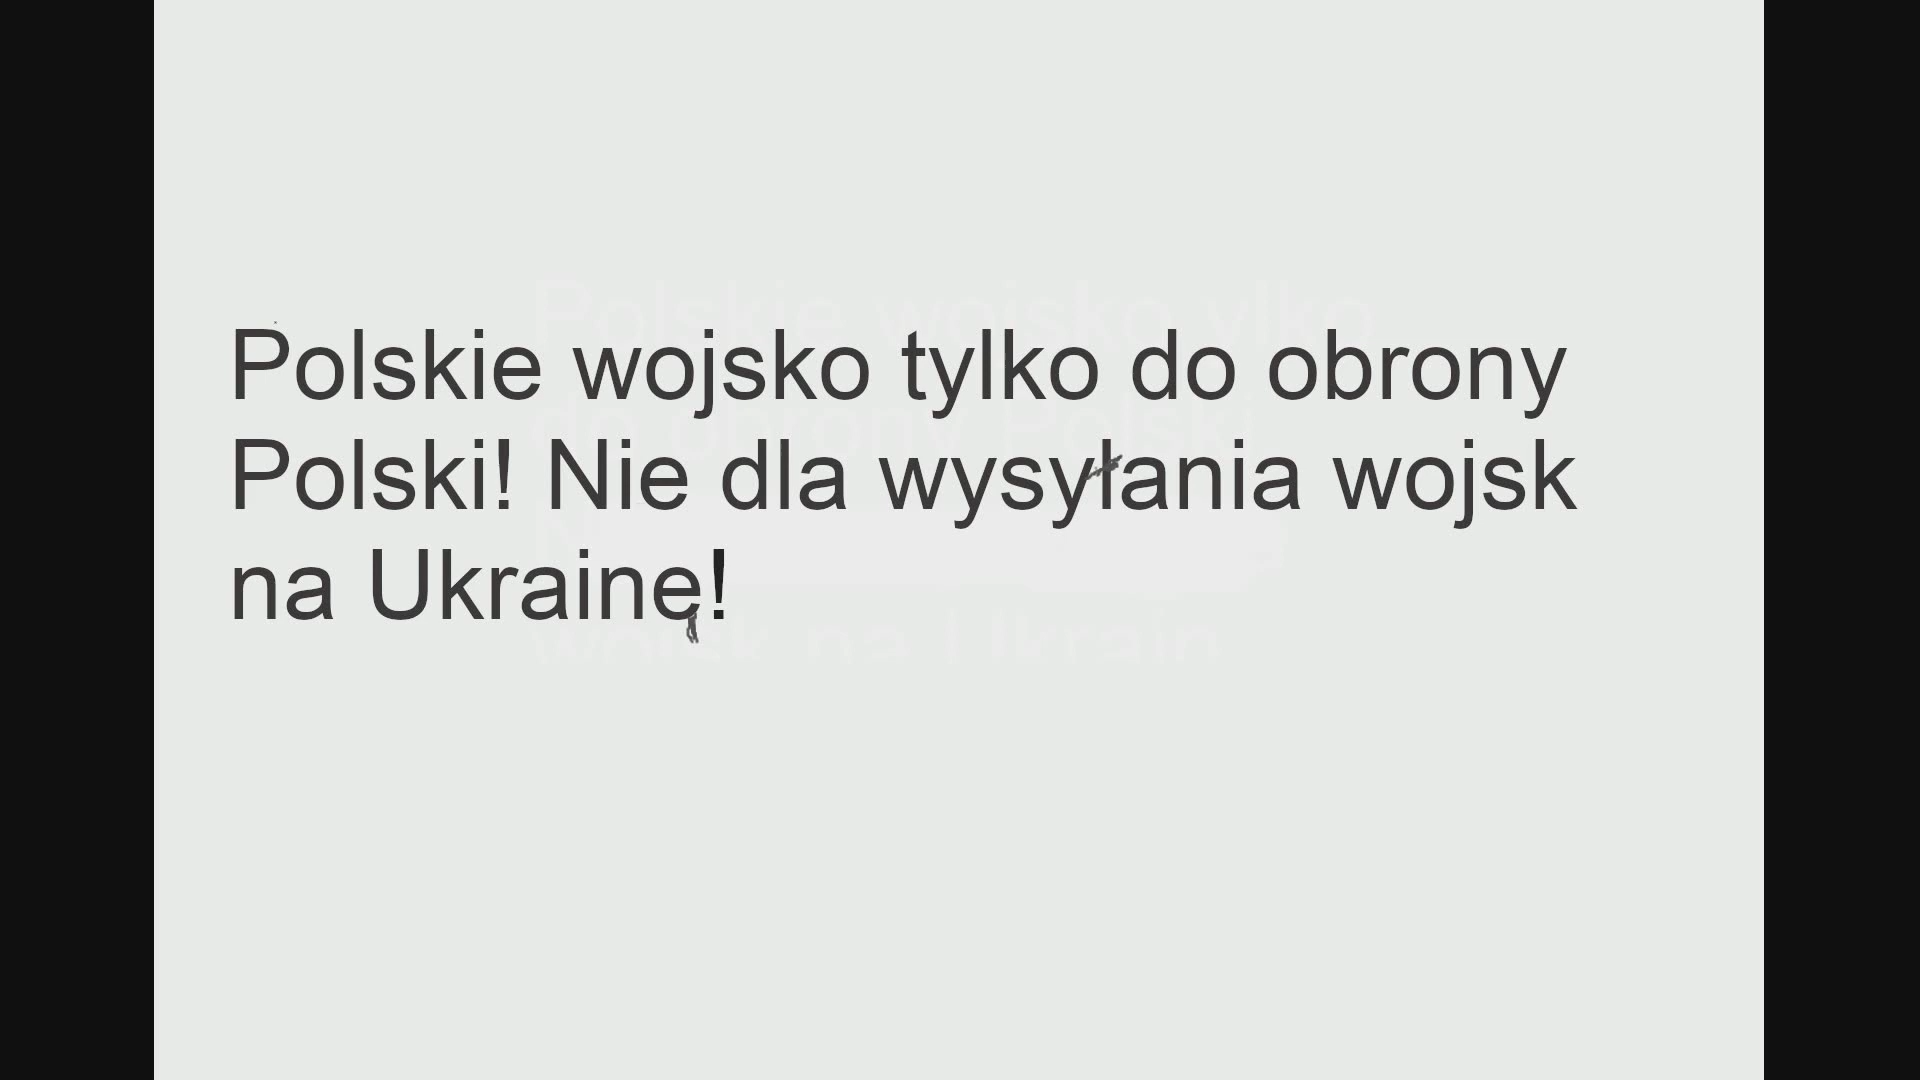 Polskie wojsko tylko do obrony
Polski! Nie dla wysyłania wojsk
na Ukrainę!